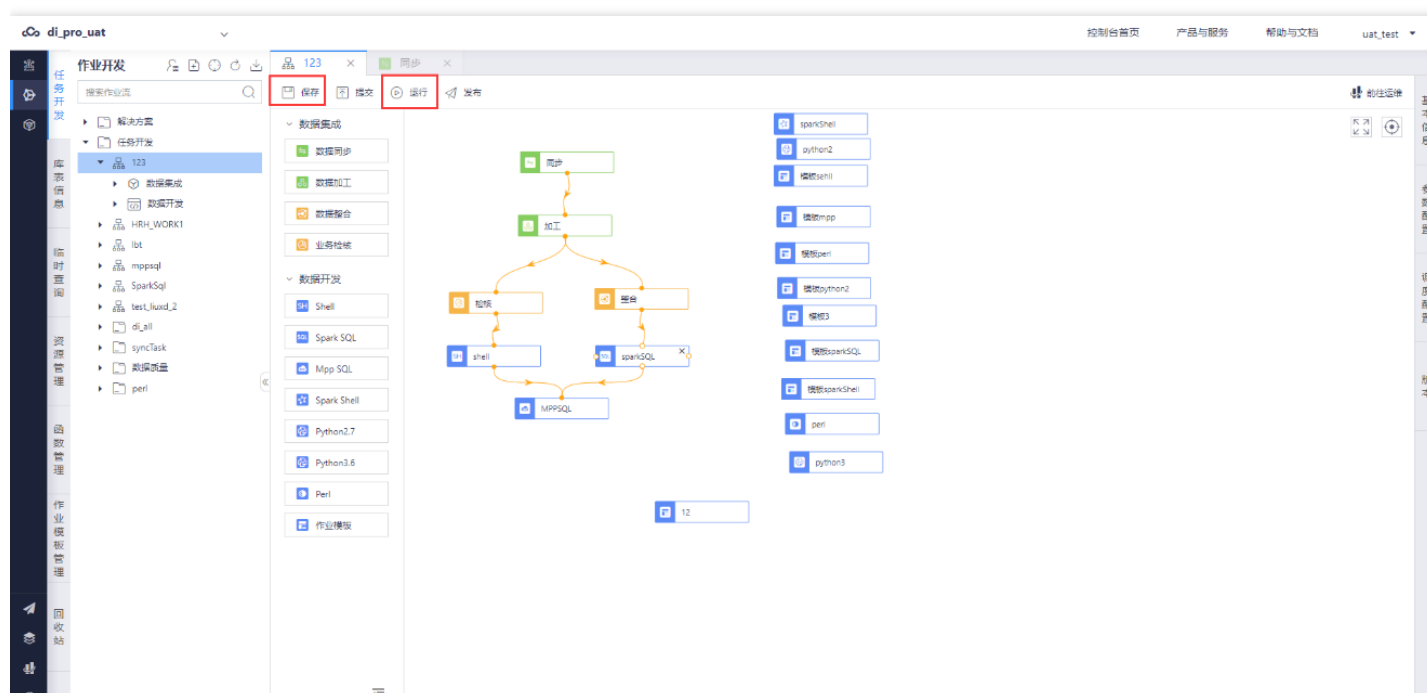 di_pro_uat
控制台首页
产品与服务
帮助与文档
uat_test
任务开发
库表信息
临时查询
资源管理
函数管理
作业模板管理
回收站
作业开发
搜索作业流
解决方案
任务开发
123
数据集成
数据开发
HRH_WORK1
lbt
mppsql
SparkSql
test_liuxd_2
di_all
syncTask
数据质量
perl
123
同步
保存
提交
运行
发布
前往运维
数据集成
数据同步
数据加工
数据整合
业务检核
数据开发
Shell
Spark SQL
Mpp SQL
Spark Shell
Python2.7
Python3.6
Perl
作业模板
同步
加工
检核
整合
shell
sparkSQL
MPPSQL
12
sparkShell
python2
模板sehll
模板mpp
模板perl
模板python2
模板3
模板sparkSQL
模板sparkShell
perl
python3